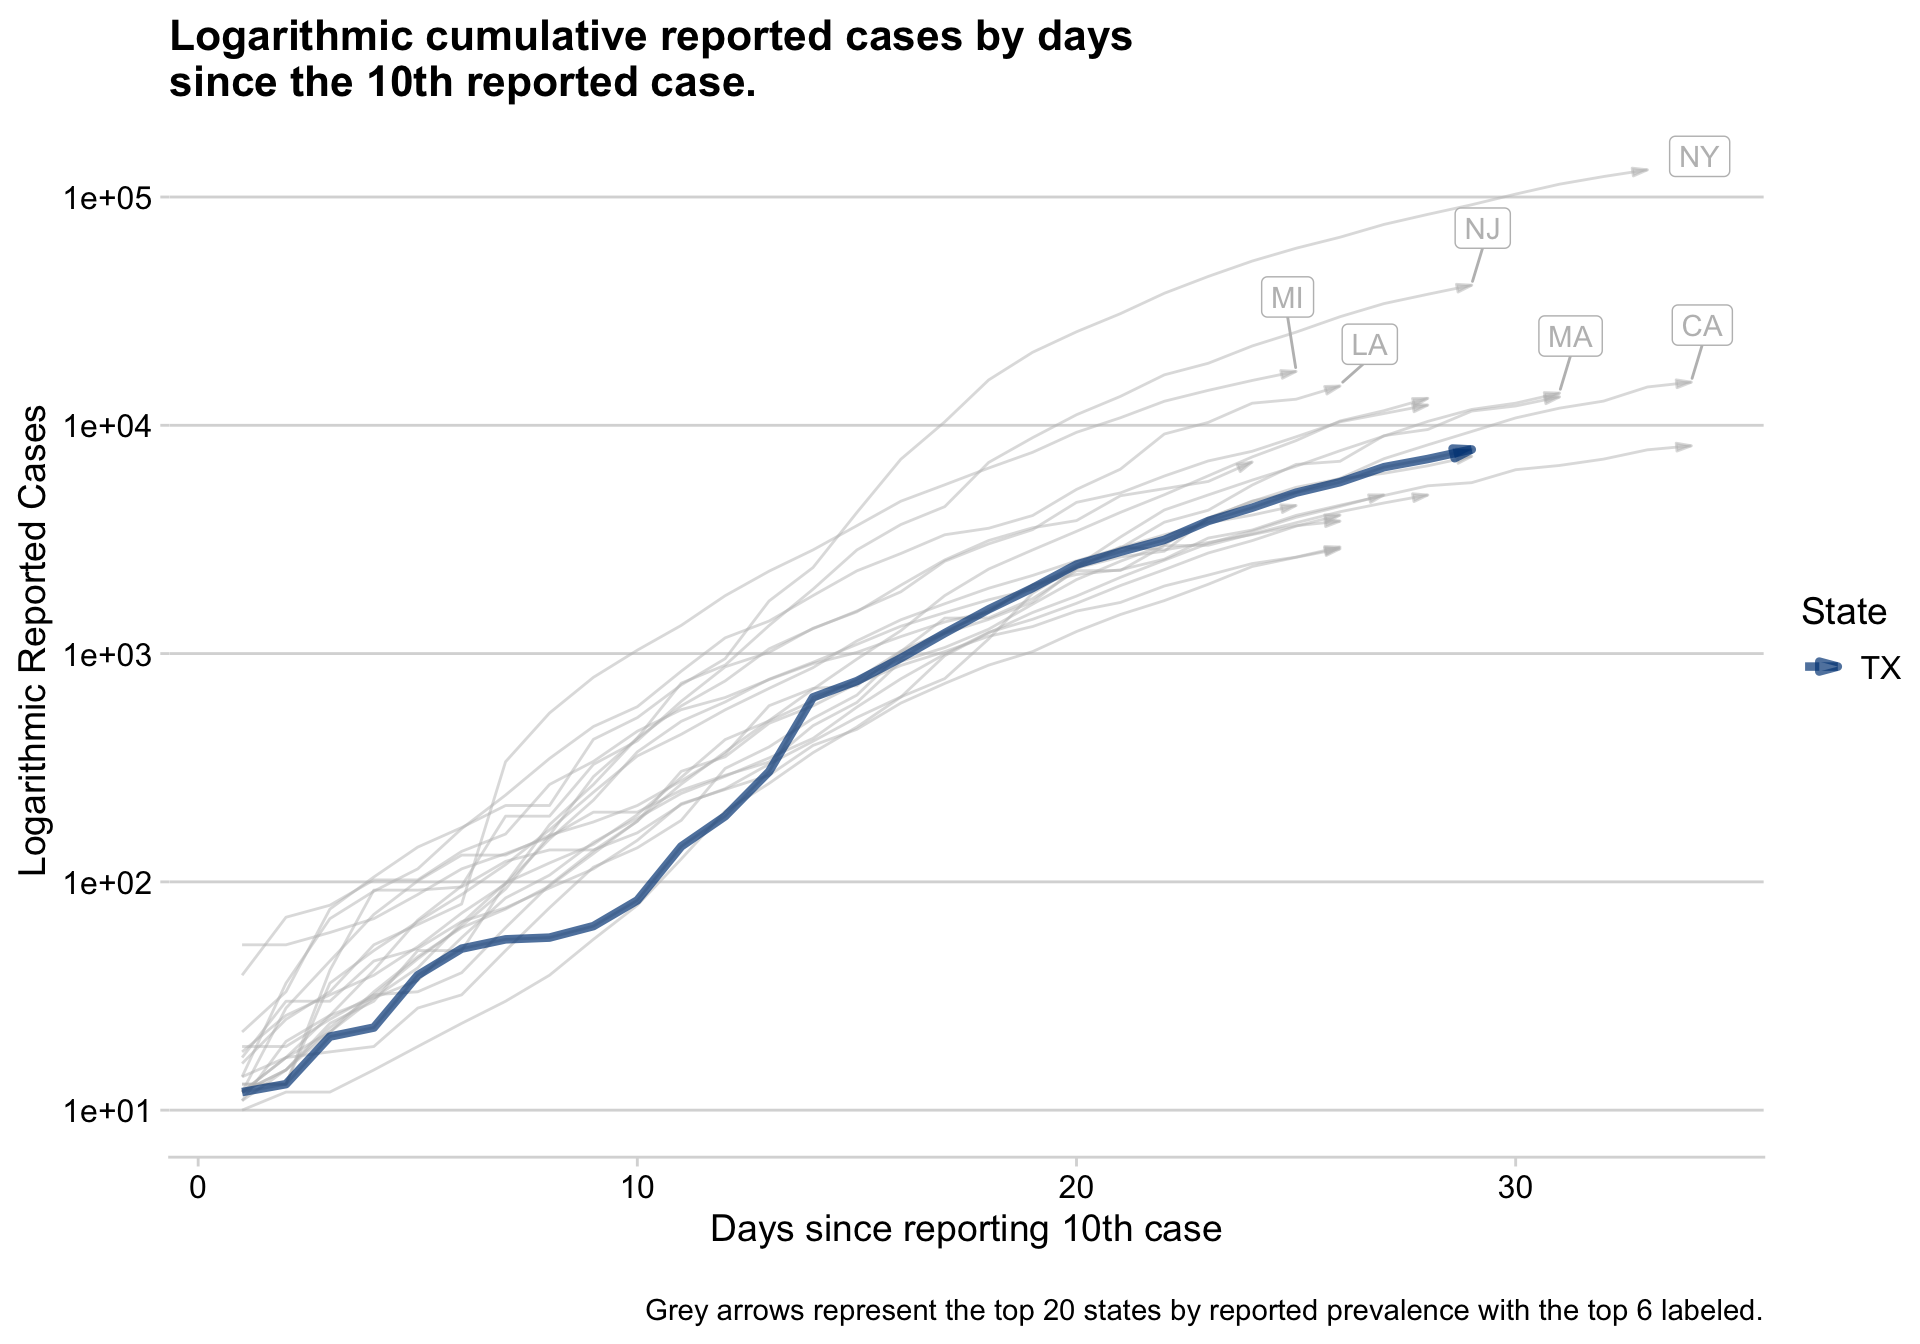 Logarithmic cumulative reported cases by days
since the 10th reported case.
NY
1e+05
NJ
MI
CA
MA
LA
1e+04
Logarithmic Reported Cases
1e+03
State
TX
1e+02
1e+01
0
10
20
30
Days since reporting 10th case
Grey arrows represent the top 20 states by reported prevalence with the top 6 labeled.